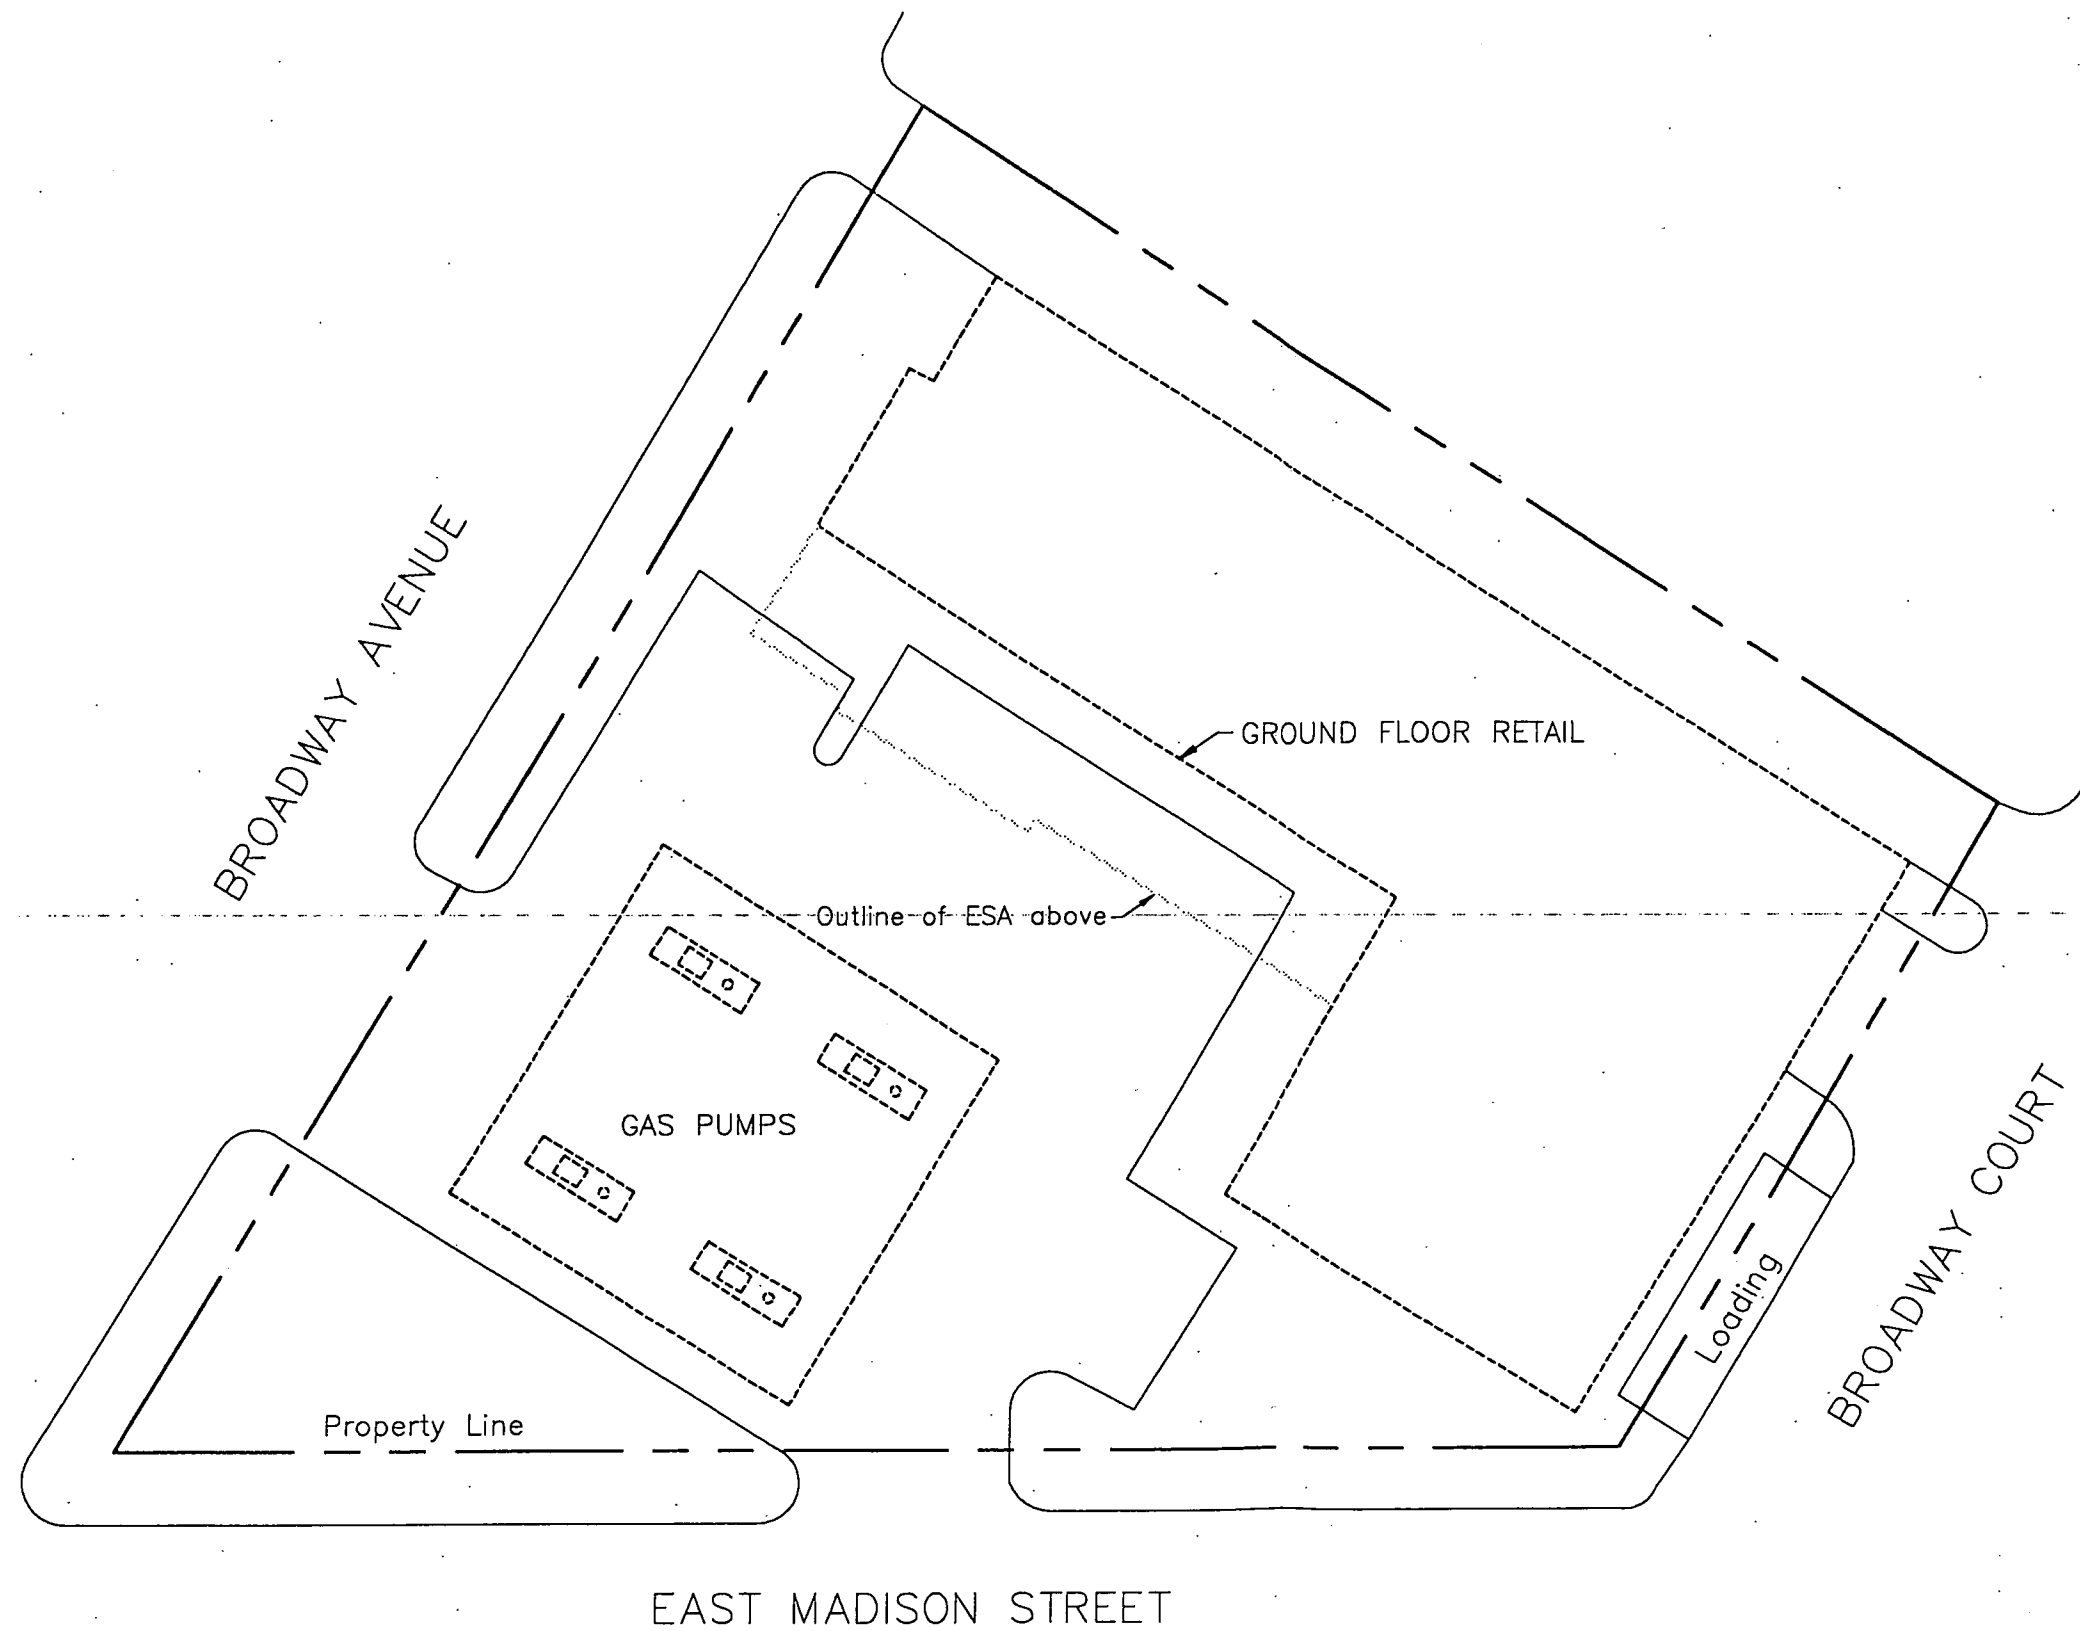 BROADWAY AVENUE
GROUND FLOOR RETAIL
Outline of ESA above
GAS PUMPS
BROADWAY COURT
Loading
Property Line
EAST MADISON STREET